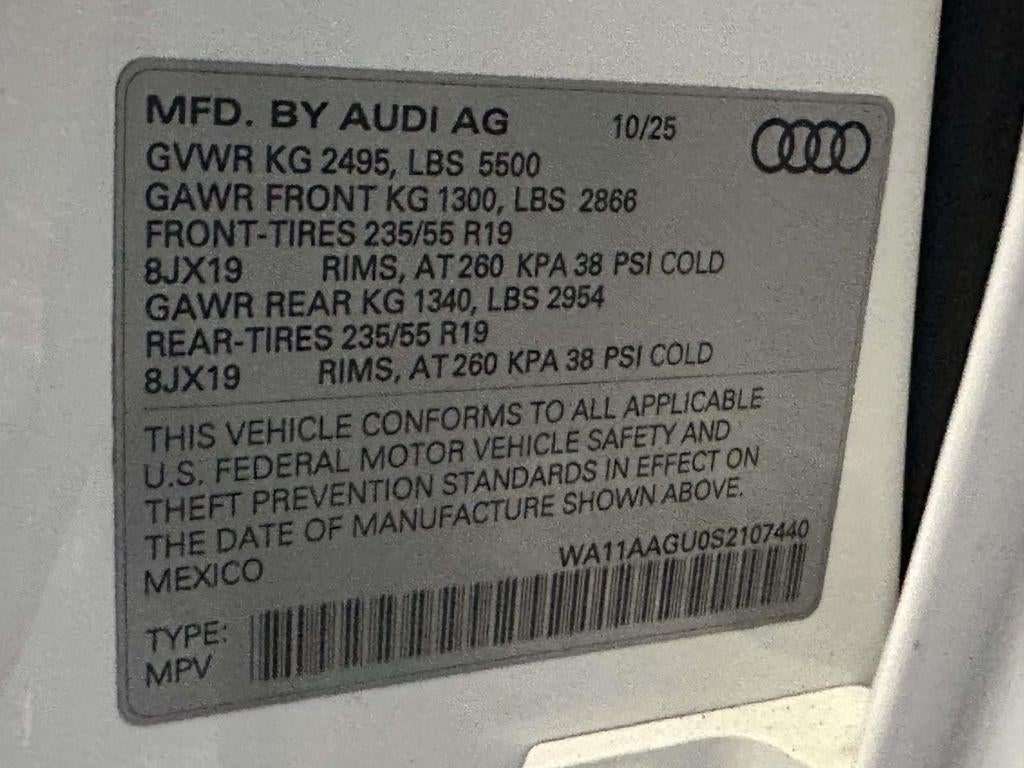 MFD. BY AUDI AG 10/25
GVWR KG 2495, LBS 5500
GAWR FRONT KG 1300, LBS 2866
FRONT-TIRES 235/55 R19
8JX19 RIMS, AT 260 KPA 38 PSI COLD
GAWR REAR KG 1340, LBS 2954
REAR-TIRES 235/55 R19
8JX19 RIMS, AT 260 KPA 38 PSI COLD
THIS VEHICLE CONFORMS TO ALL APPLICABLE
U.S. FEDERAL MOTOR VEHICLE SAFETY AND
THEFT PREVENTION STANDARDS IN EFFECT ON
THE DATE OF MANUFACTURE SHOWN ABOVE.
MEXICO WA11AAGU0S2107440
TYPE:
MPV